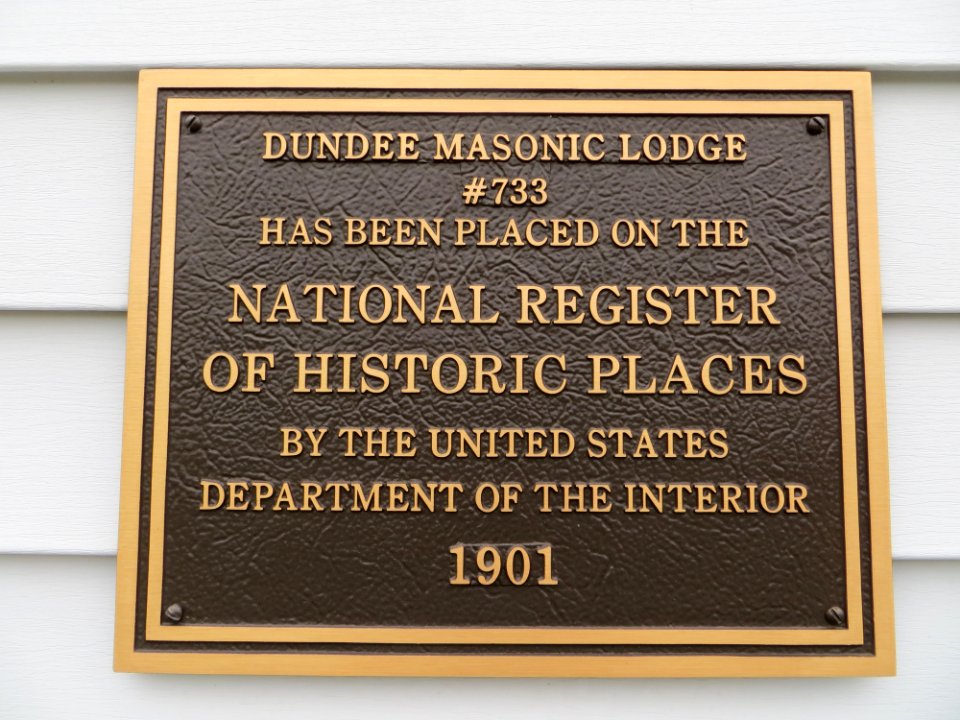 DUNDEE MASONIC LODGE
#733
HAS BEEN PLACED ON THE
NATIONAL REGISTER
OF HISTORIC PLACES
BY THE UNITED STATES
DEPARTMENT OF THE INTERIOR
1901